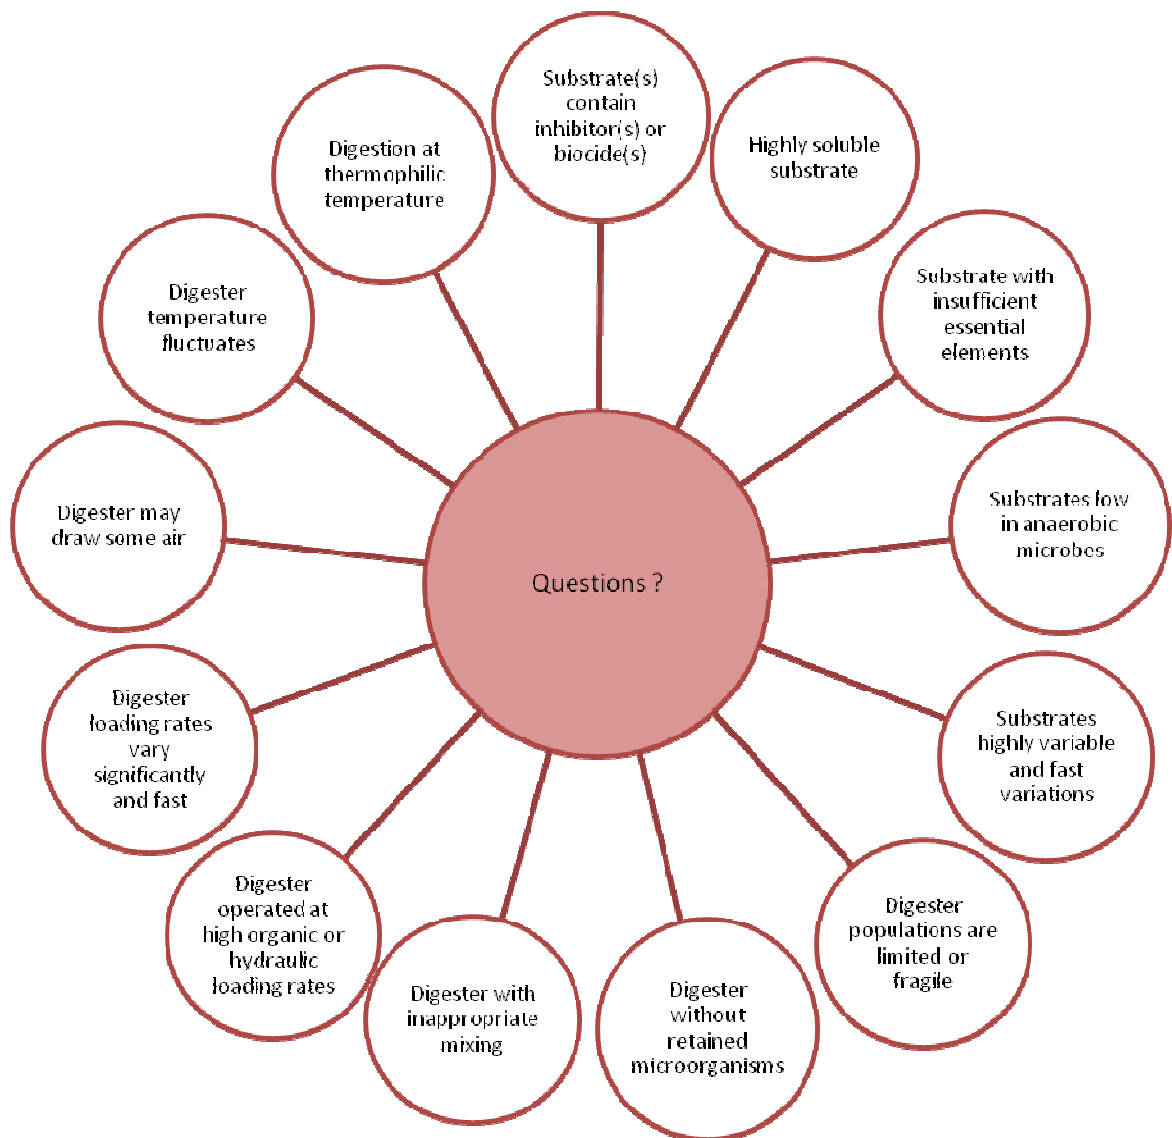 Substrate(s)
contain
inhibitor(s) or
biocide(s)
Highly soluble
substrate
Substrate with
insufficient
essential
elements
Substrates low
in anaerobic
microbes
Substrates
highly variable
and fast
variations
Digester
populations are
limited or
fragile
Digester
without
retained
microorganisms
Digester with
inappropriate
mixing
Digester
operated at
high organic or
hydraulic
loading rates
Digester
loading rates
vary
significantly
and fast
Digester may
draw some air
Digester
temperature
fluctuates
Digestion at
thermophilic
temperature
Questions ?